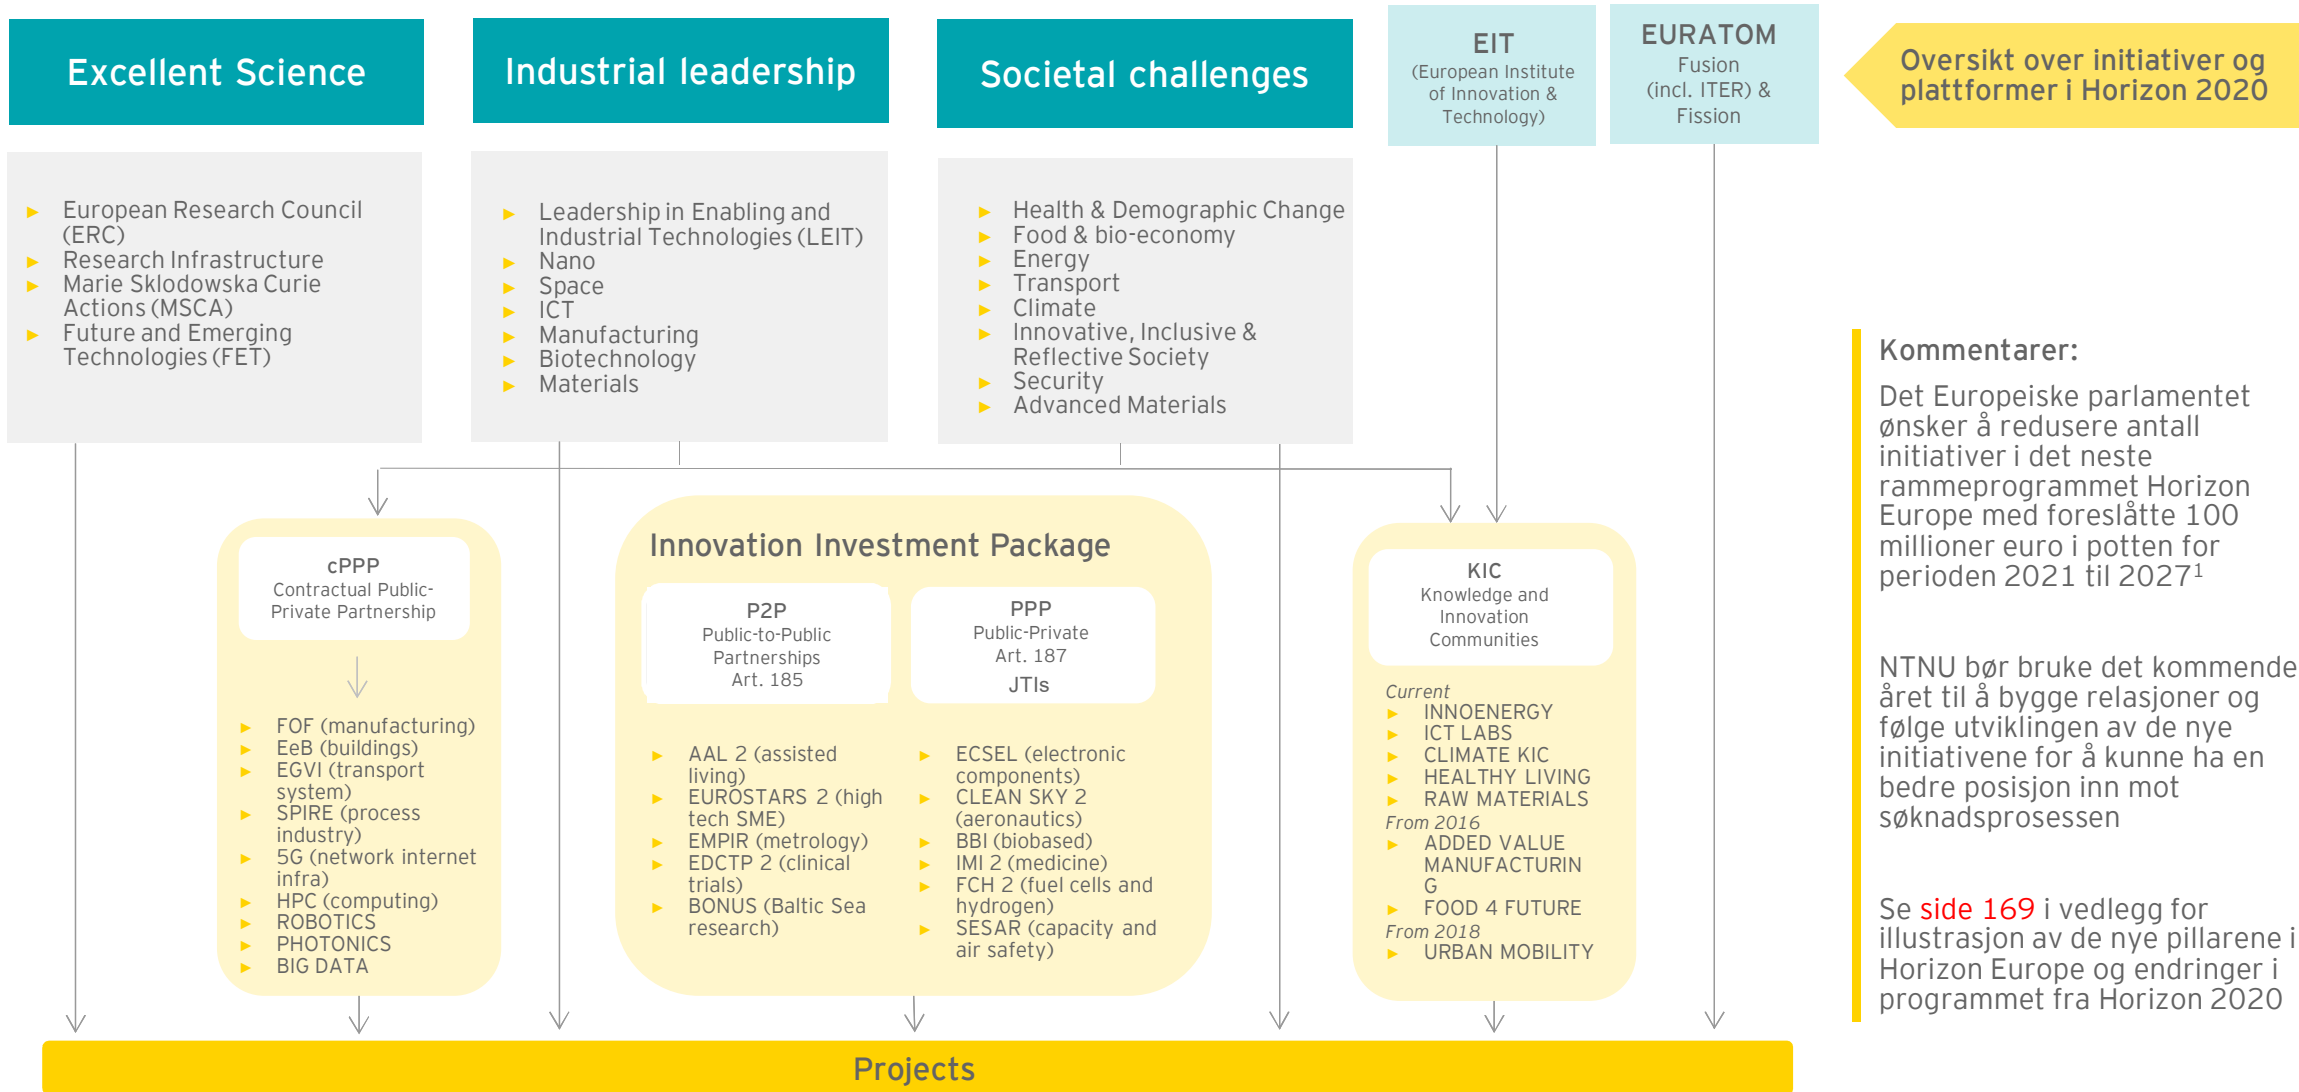 Excellent Science
Industrial leadership
Societal challenges
EIT
(European Institute
of Innovation &
Technology)
EURATOM
Fusion
(incl. ITER) &
Fission
Oversikt over initiativer og
plattformer i Horizon 2020
► European Research Council
(ERC)
► Research Infrastructure
► Marie Sklodowska Curie
Actions (MSCA)
► Future and Emerging
Technologies (FET)
► Leadership in Enabling and
Industrial Technologies (LEIT)
► Nano
► Space
► ICT
► Manufacturing
► Biotechnology
► Materials
► Health & Demographic Change
► Food & bio-economy
► Energy
► Transport
► Climate
► Innovative, Inclusive &
Reflective Society
► Security
► Advanced Materials
cPPP
Contractual Public-
Private Partnership
► FOF (manufacturing)
► EeB (buildings)
► EGVI (transport
system)
► SPIRE (process
industry)
► 5G (network internet
infra)
► HPC (computing)
► ROBOTICS
► PHOTONICS
► BIG DATA
Innovation Investment Package
P2P
Public-to-Public
Partnerships
Art. 185
► AAL 2 (assisted
living)
► EUROSTARS 2 (high
tech SME)
► EMPIR (metrology)
► EDCTP 2 (clinical
trials)
► BONUS (Baltic Sea
research)
PPP
Public-Private
Art. 187
JTIs
► ECSEL (electronic
components)
► CLEAN SKY 2
(aeronautics)
► BBI (biobased)
► IMI 2 (medicine)
► FCH 2 (fuel cells and
hydrogen)
► SESAR (capacity and
air safety)
KIC
Knowledge and
Innovation
Communities
Current
► INNOENERGY
► ICT LABS
► CLIMATE KIC
► HEALTHY LIVING
► RAW MATERIALS
From 2016
► ADDED VALUE
MANUFACTURIN
G
► FOOD 4 FUTURE
From 2018
► URBAN MOBILITY
Kommentarer:
Det Europeiske parlamentet
ønsker å redusere antall
initiativer i det neste
rammeprogrammet Horizon
Europe med foreslåtte 100
millioner euro i potten for
perioden 2021 til 2027¹
NTNU bør bruke det kommende
året til å bygge relasjoner og
følge utviklingen av de nye
initiativene for å kunne ha en
bedre posisjon inn mot
søknadsprosessen
Se side 169 i vedlegg for
illustrasjon av de nye pillarene i
Horizon Europe og endringer i
programmet fra Horizon 2020
Projects